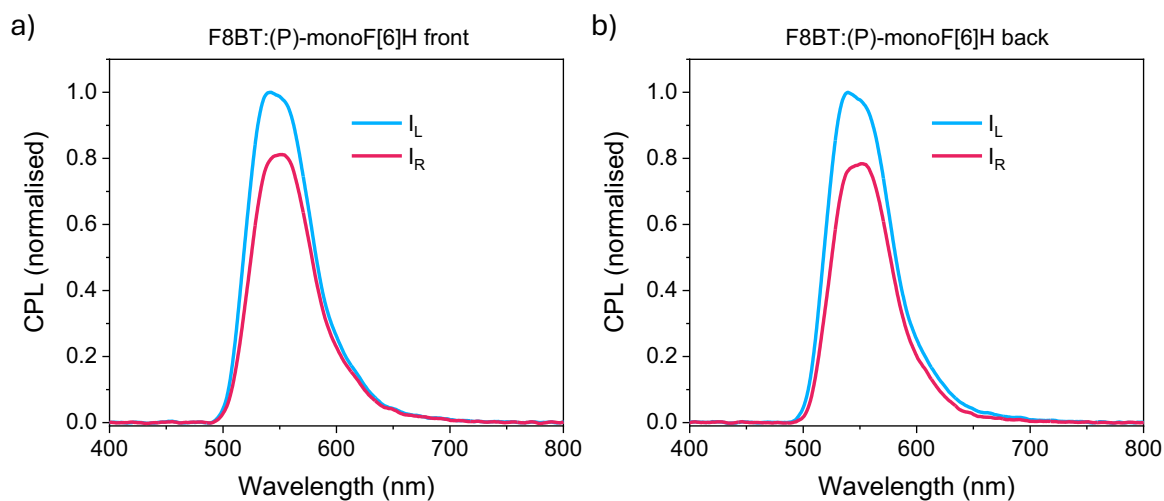 a)
F8BT:(P)-monoF[6]H front
CPL (normalised)
1.0
0.8
0.6
0.4
0.2
0.0
I_L
I_R
400 500 600 700 800
Wavelength (nm)
b)
F8BT:(P)-monoF[6]H back
CPL (normalised)
1.0
0.8
0.6
0.4
0.2
0.0
I_L
I_R
400 500 600 700 800
Wavelength (nm)